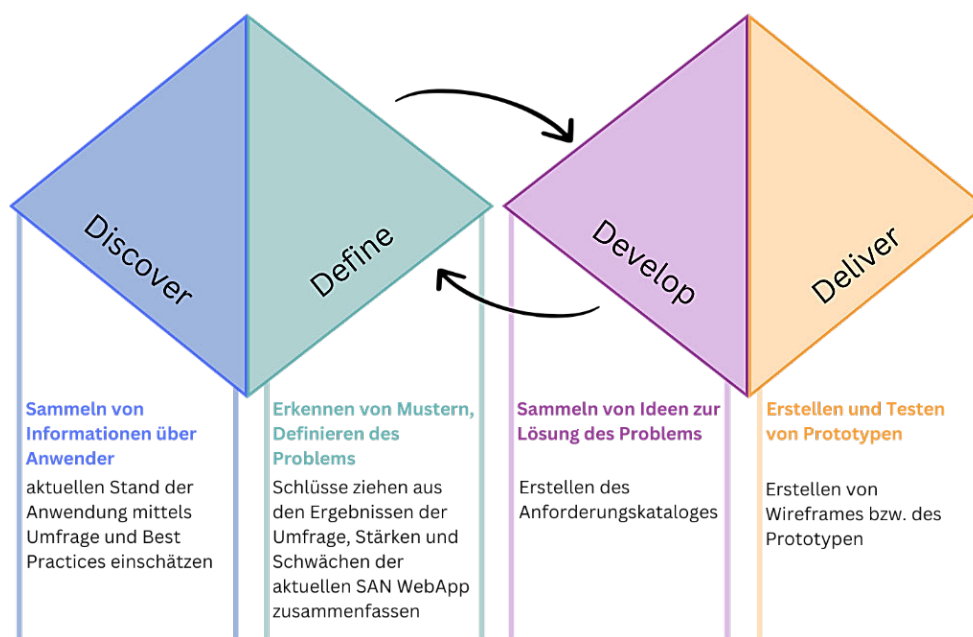 Discover
Define
Develop
Deliver
Sammeln von
Informationen über
Anwender
aktuellen Stand der
Anwendung mittels
Umfrage und Best
Practices einschätzen
Erkennen von Mustern,
Definieren des
Problems
Schlüsse ziehen aus
den Ergebnissen der
Umfrage, Stärken und
Schwächen der
aktuellen SAN WebApp
zusammenfassen
Sammeln von Ideen zur
Lösung des Problems
Erstellen des
Anforderungskataloges
Erstellen und Testen
von Prototypen
Erstellen von
Wireframes bzw. des
Prototypen